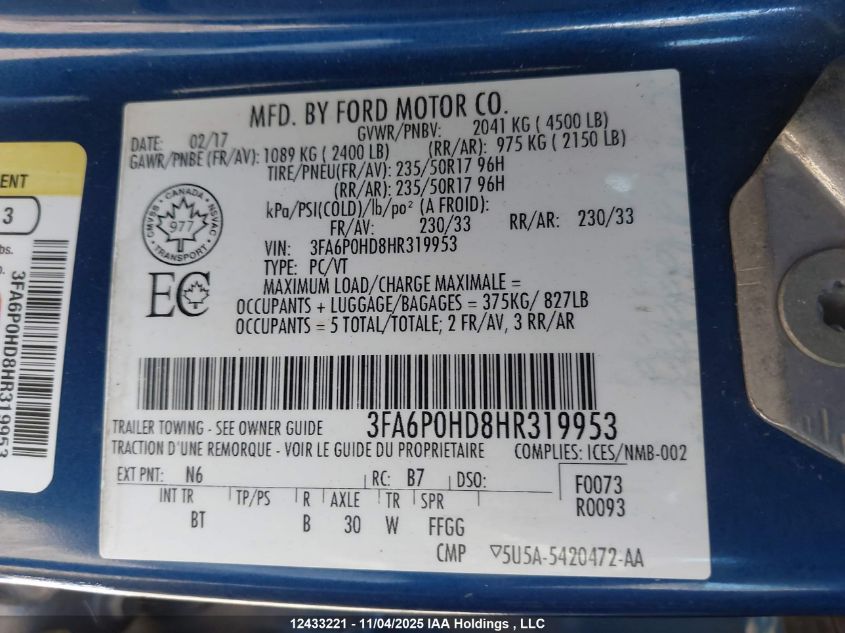 MFD. BY FORD MOTOR CO.
DATE: 02/17 GVWR/PNBV: 2041 KG ( 4500 LB)
GAWR/PNBE (FR/AV): 1089 KG ( 2400 LB) (RR/AR): 975 KG ( 2150 LB)
TIRE/PNEU(FR/AV): 235/50R17 96H
(RR/AR): 235/50R17 96H
kPa/PSI(COLD)/lb/po² (A FROID):
FR/AV: 230/33 RR/AR: 230/33
VIN: 3FA6P0HD8HR319953
TYPE: PC/VT
MAXIMUM LOAD/CHARGE MAXIMALE =
OCCUPANTS + LUGGAGE/BAGAGES = 375KG/ 827LB
OCCUPANTS = 5 TOTAL/TOTALE; 2 FR/AV, 3 RR/AR
CANADA
CMVSS NSVAC
977
TRANSPORT
EC
TRAILER TOWING - SEE OWNER GUIDE 3FA6P0HD8HR319953
TRACTION D'UNE REMORQUE - VOIR LE GUIDE DU PROPRIETAIRE COMPLIES: ICES/NMB-002
EXT PNT: N6 RC: B7 DSO: F0073
INT TR TP/PS R AXLE TR SPR R0093
BT B 30 W FFGG
CMP ▽5U5A-5420472-AA
ENT
3
bs.
o.
3FA6P0HD8HR319953
12433221 - 11/04/2025 IAA Holdings , LLC